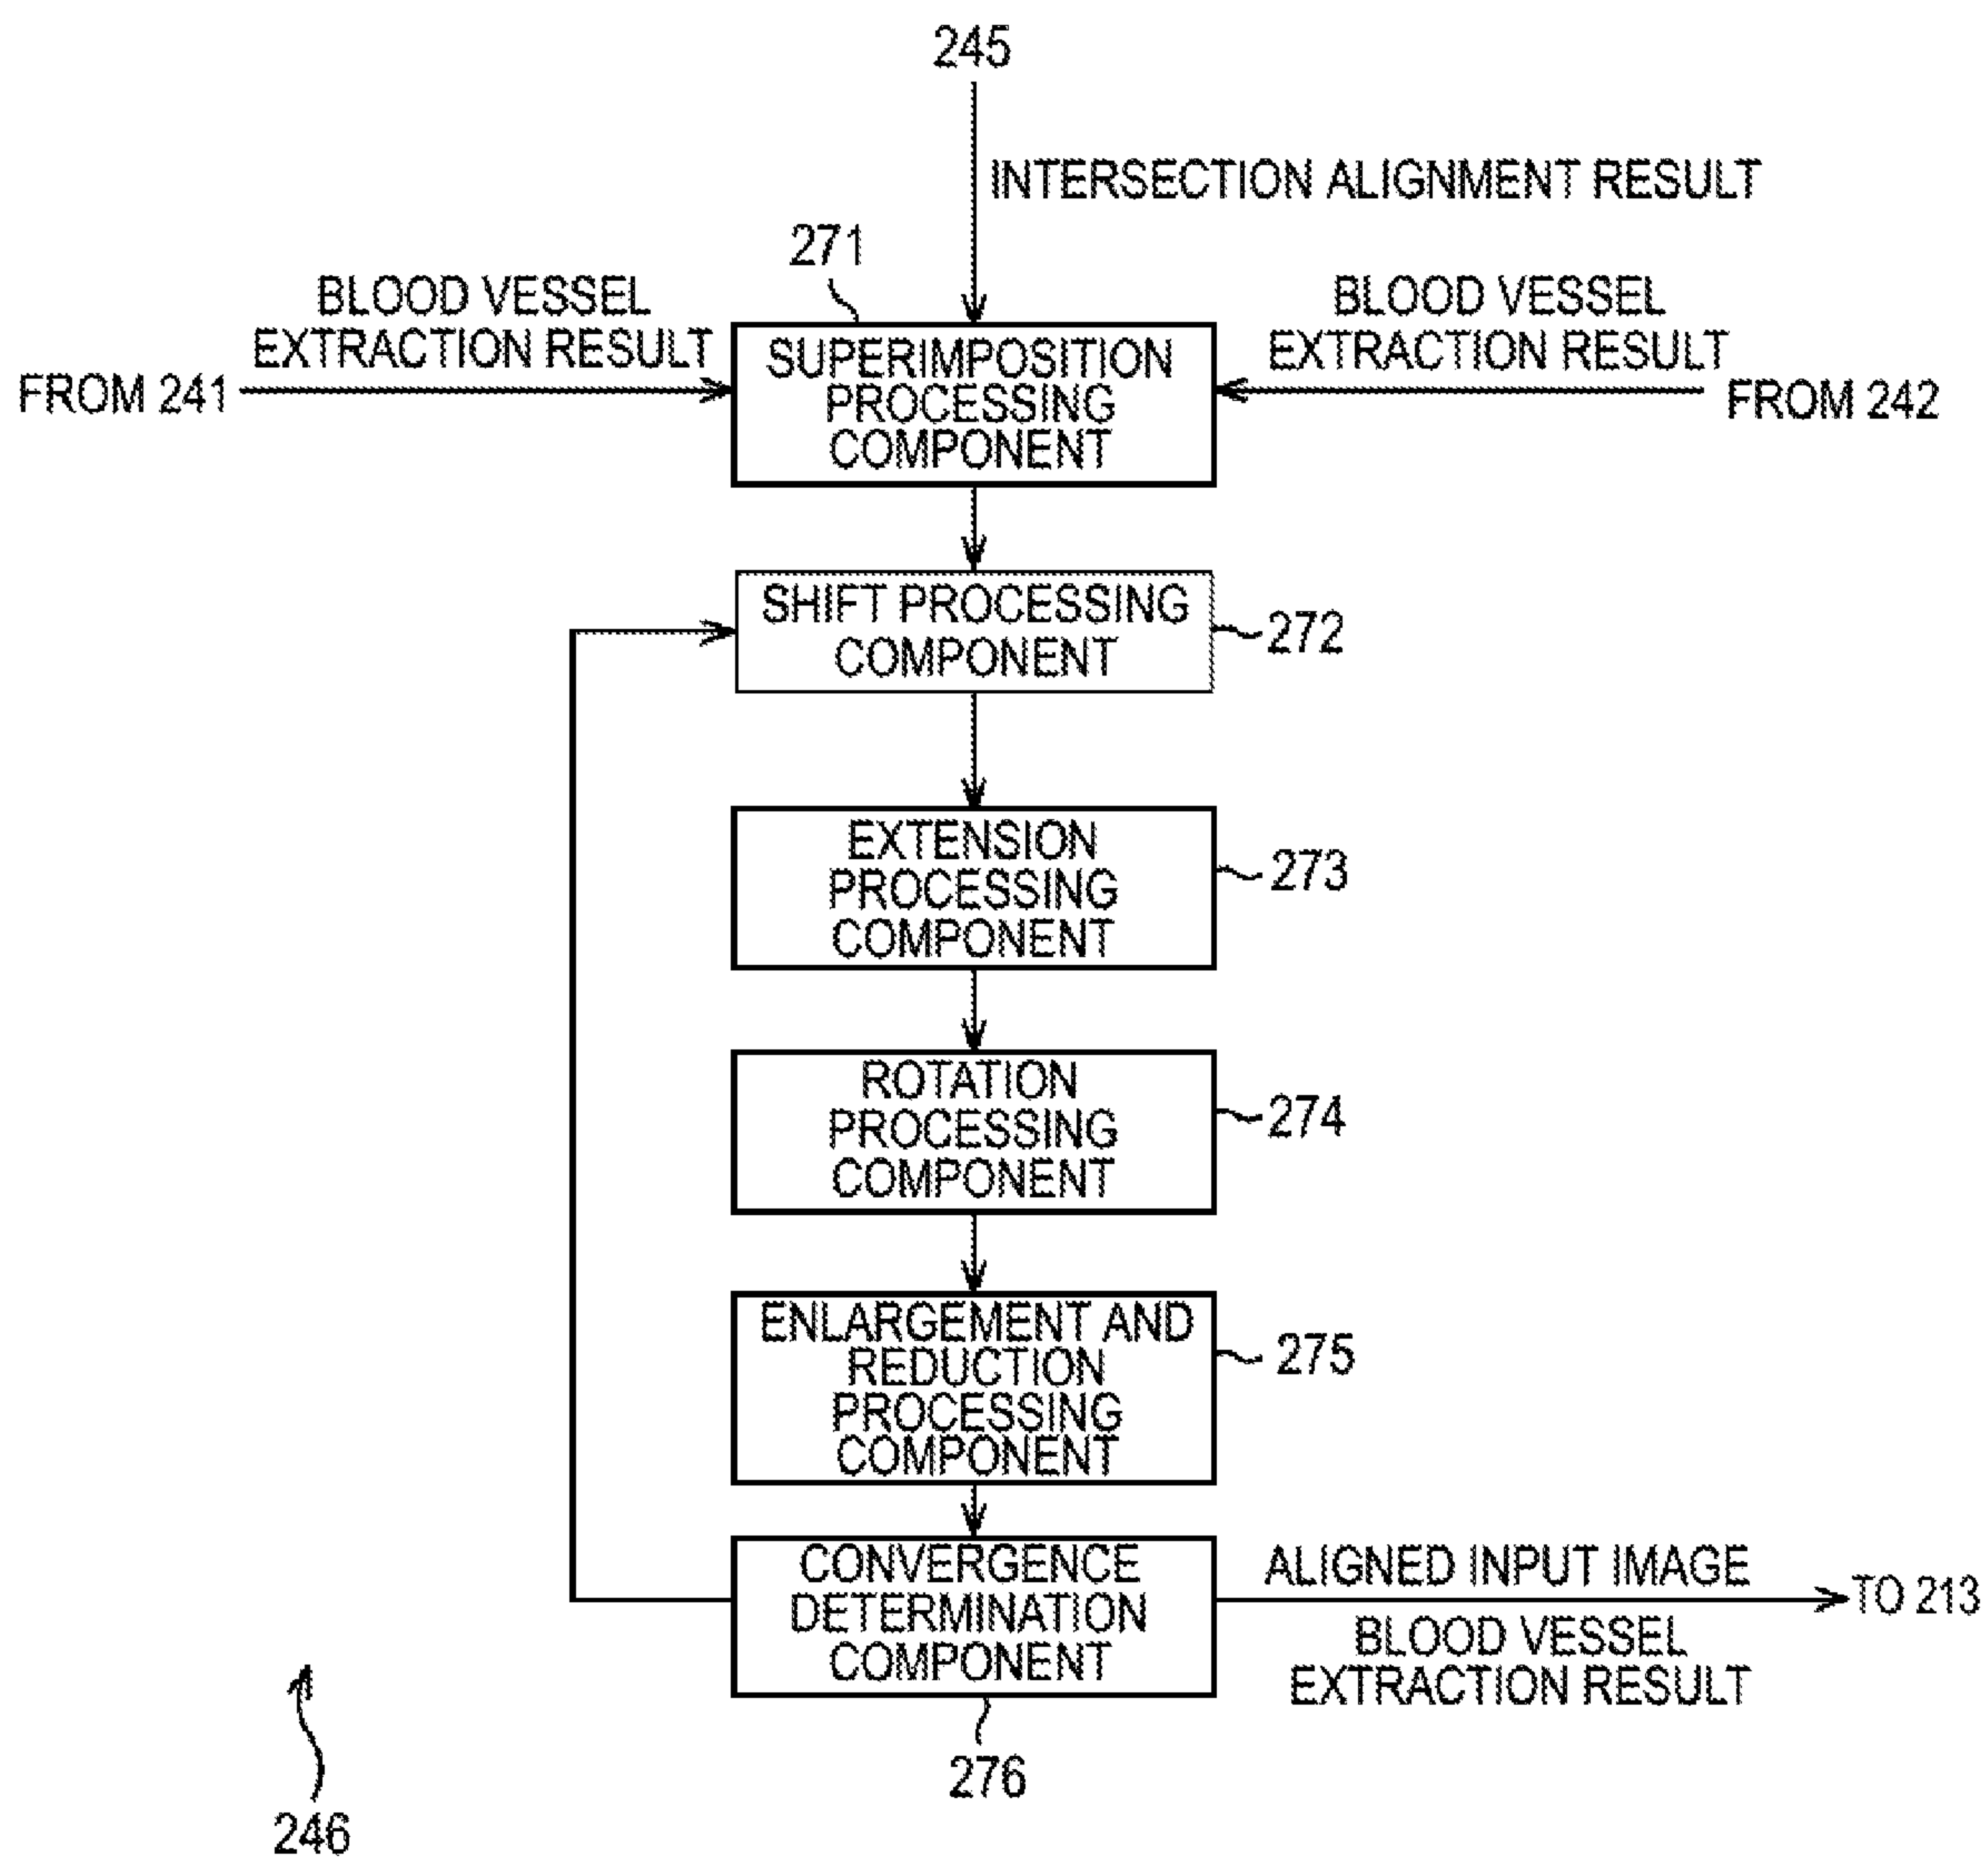 245
INTERSECTION ALIGNMENT RESULT
271
BLOOD VESSEL
EXTRACTION RESULT
FROM 241
BLOOD VESSEL
EXTRACTION RESULT
FROM 242
SUPERIMPOSITION
PROCESSING
COMPONENT
SHIFT PROCESSING
COMPONENT
272
EXTENSION
PROCESSING
COMPONENT
273
ROTATION
PROCESSING
COMPONENT
274
ENLARGEMENT AND
REDUCTION
PROCESSING
COMPONENT
275
CONVERGENCE
DETERMINATION
COMPONENT
ALIGNED INPUT IMAGE
TO 213
BLOOD VESSEL
EXTRACTION RESULT
276
246